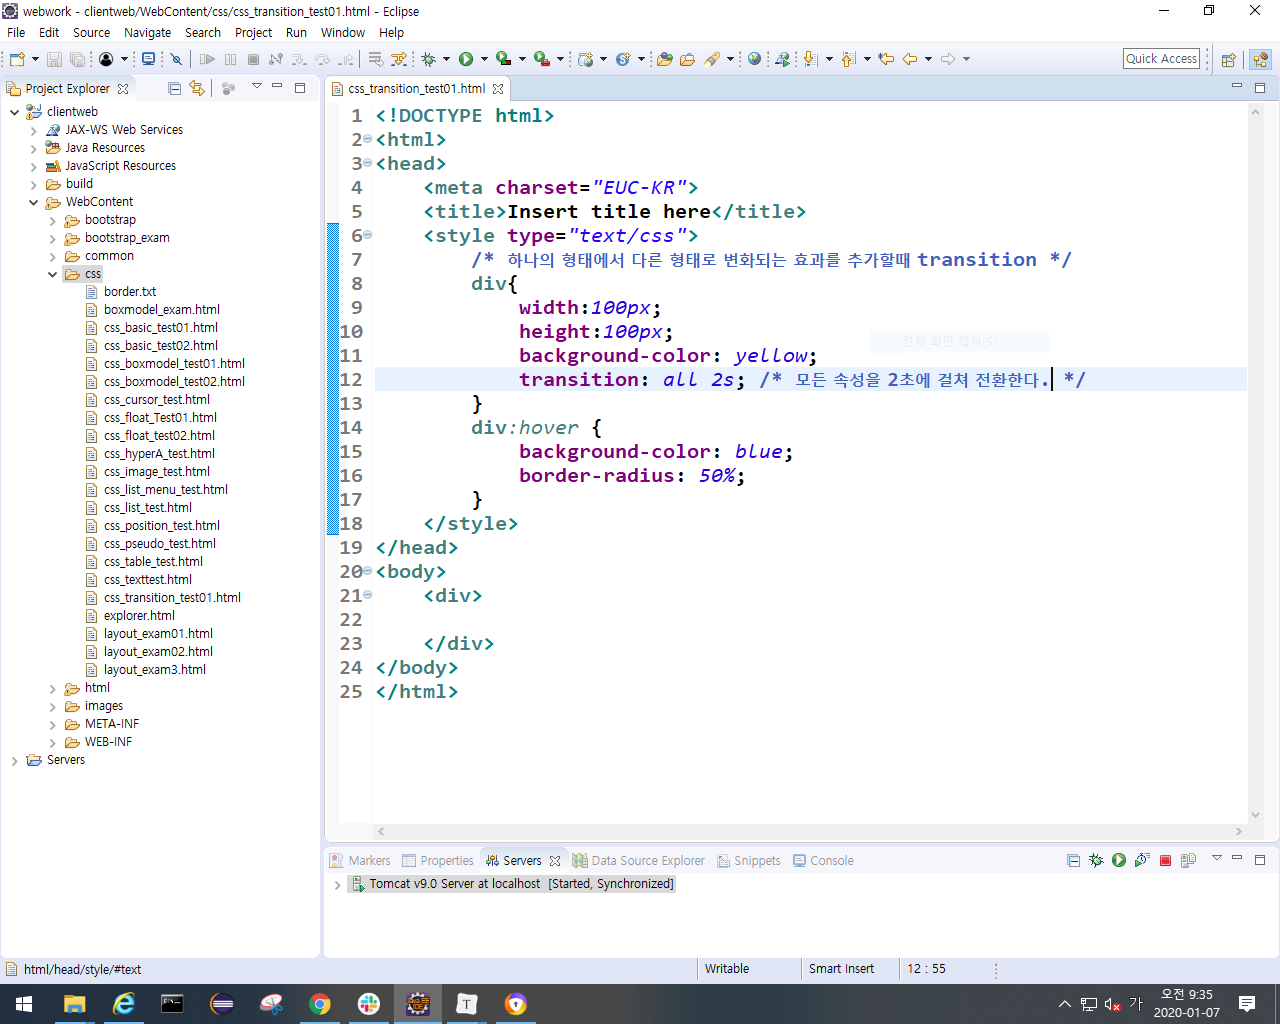 webwork - clientweb/WebContent/css/css_transition_test01.html - Eclipse
File Edit Source Navigate Search Project Run Window Help
Quick Access
Project Explorer
clientweb
JAX-WS Web Services
Java Resources
JavaScript Resources
build
WebContent
bootstrap
bootstrap_exam
common
css
border.txt
boxmodel_exam.html
css_basic_test01.html
css_basic_test02.html
css_boxmodel_test01.html
css_boxmodel_test02.html
css_cursor_test.html
css_float_Test01.html
css_float_test02.html
css_hyperA_test.html
css_image_test.html
css_list_menu_test.html
css_list_test.html
css_position_test.html
css_pseudo_test.html
css_table_test.html
css_texttest.html
css_transition_test01.html
explorer.html
layout_exam01.html
layout_exam02.html
layout_exam3.html
html
images
META-INF
WEB-INF
Servers
css_transition_test01.html
1 <!DOCTYPE html>
2 <html>
3 <head>
4 <meta charset="EUC-KR">
5 <title>Insert title here</title>
6 <style type="text/css">
7 /* 하나의 형태에서 다른 형태로 변화되는 효과를 추가할때 transition */
8 div{
9 width:100px;
10 height:100px;
11 background-color: yellow;
12 transition: all 2s; /* 모든 속성을 2초에 걸쳐 전환한다. */
13 }
14 div:hover {
15 background-color: blue;
16 border-radius: 50%;
17 }
18 </style>
19 </head>
20 <body>
21 <div>
22
23 </div>
24 </body>
25 </html>
전체 화면 캡처(S)
Markers Properties Servers Data Source Explorer Snippets Console
Tomcat v9.0 Server at localhost [Started, Synchronized]
html/head/style/#text Writable Smart Insert 12 : 55
가 오전 9:35
2020-01-07